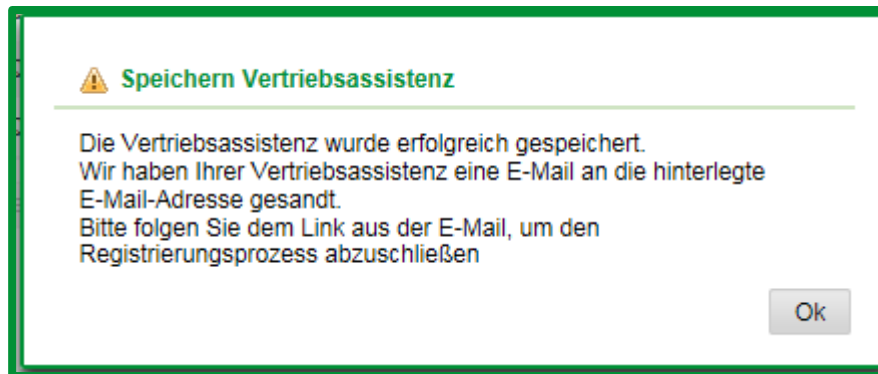 Speichern Vertriebsassistenz
Die Vertriebsassistenz wurde erfolgreich gespeichert.
Wir haben Ihrer Vertriebsassistenz eine E-Mail an die hinterlegte
E-Mail-Adresse gesandt.
Bitte folgen Sie dem Link aus der E-Mail, um den
Registrierungsprozess abzuschließen
Ok